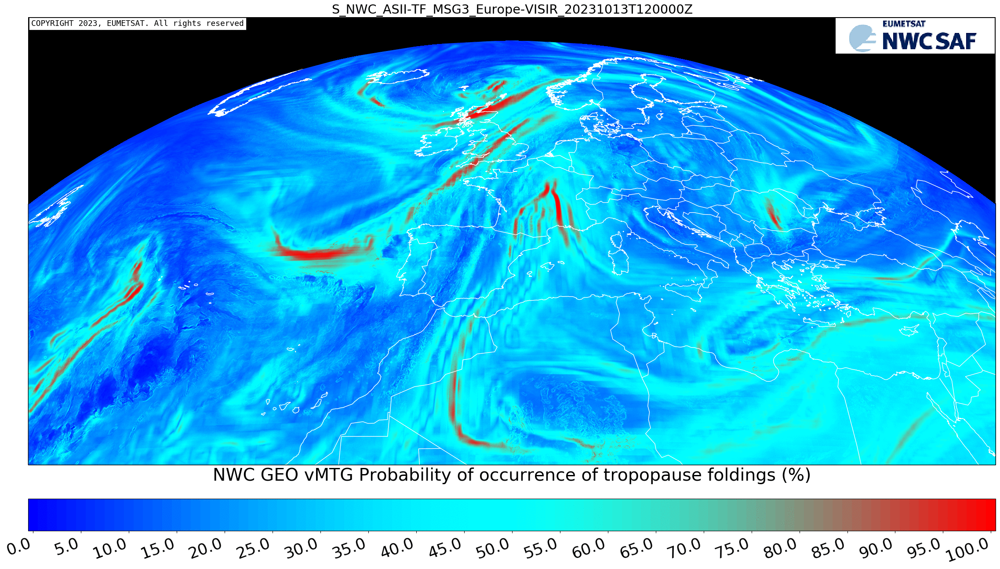 S_NWC_ASII-TF_MSG3_Europe-VISIR_20231013T120000Z
COPYRIGHT 2023, EUMETSAT. All rights reserved
EUMETSAT
NWC SAF
NWC GEO vMTG Probability of occurrence of tropopause foldings (%)
0.0 5.0 10.0 15.0 20.0 25.0 30.0 35.0 40.0 45.0 50.0 55.0 60.0 65.0 70.0 75.0 80.0 85.0 90.0 95.0 100.0